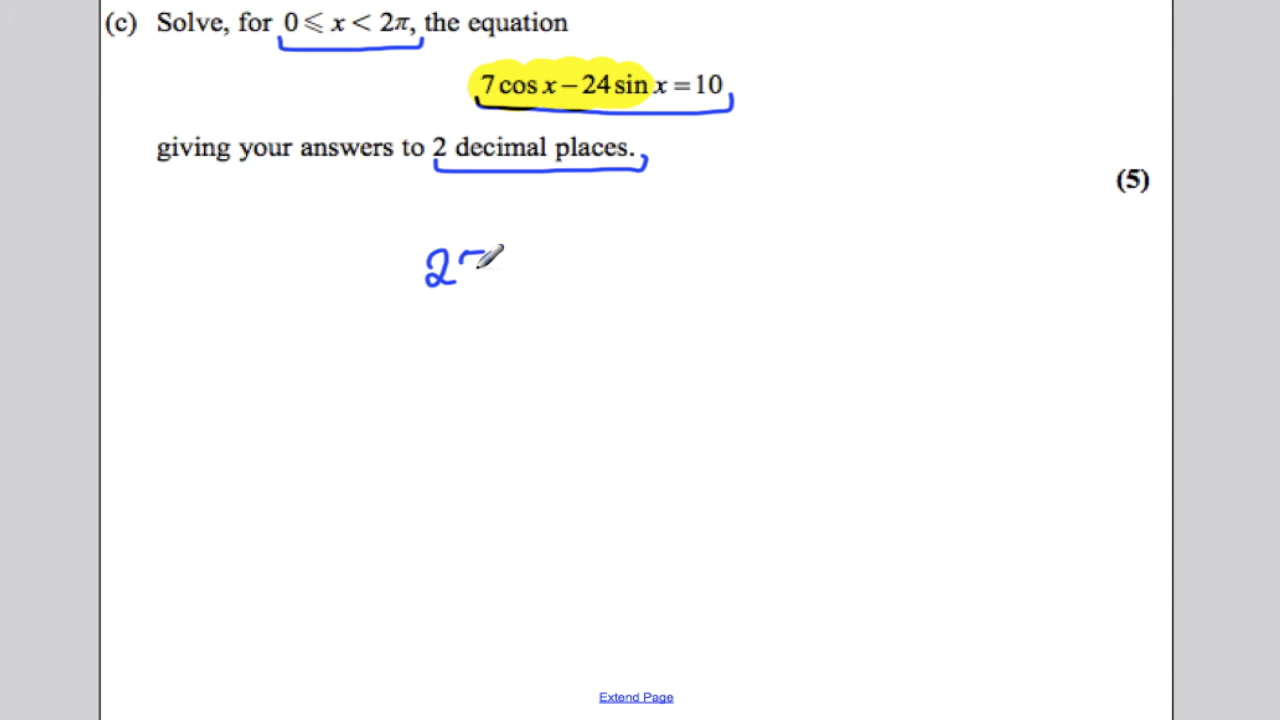 (c) Solve, for 0 ⩽ x < 2π, the equation
7 cos x − 24 sin x = 10
giving your answers to 2 decimal places.
(5)
2
Extend Page